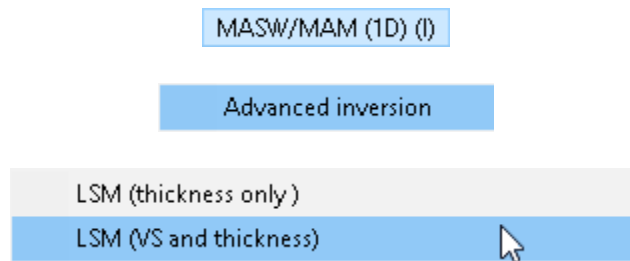 MASW/MAM (1D) (I)
Advanced inversion
LSM (thickness only )
LSM (VS and thickness)